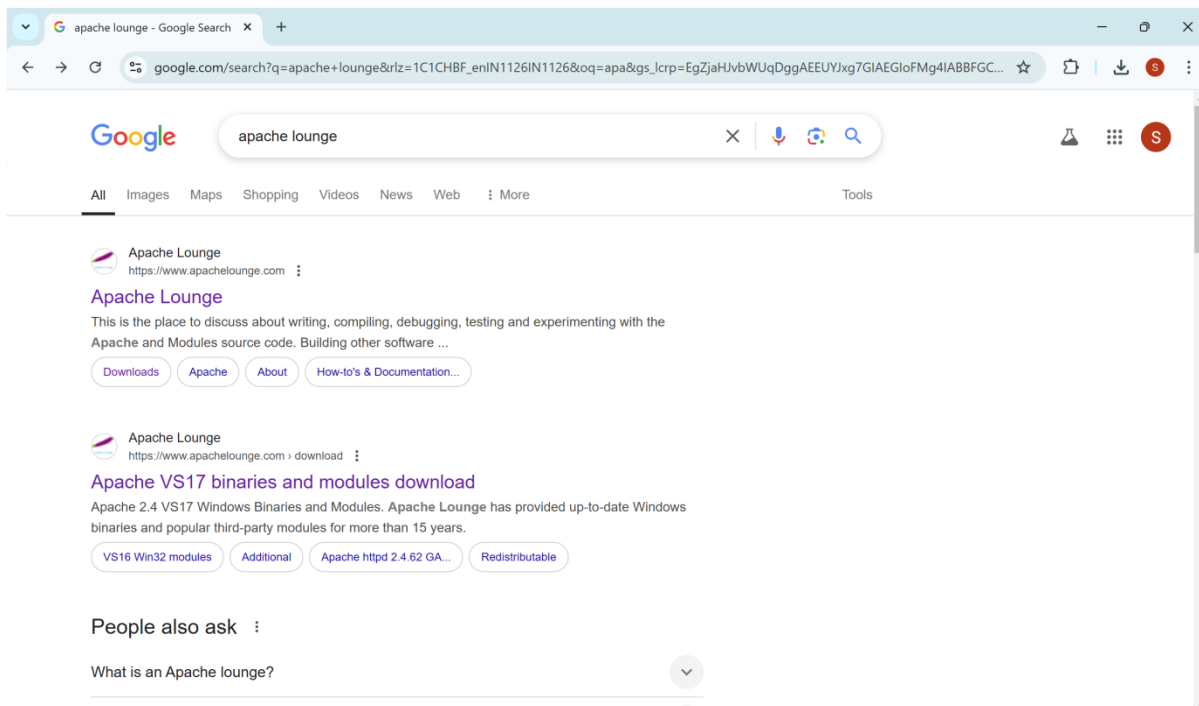 apache lounge - Google Search
google.com/search?q=apache+lounge&rlz=1C1CHBF_enIN1126IN1126&oq=apa&gs_lcrp=EgZjaHJvbWUqDggAEEUYJxg7GIAEGIoFMg4IABBFGC...
S
Google
apache lounge
S
All Images Maps Shopping Videos News Web More Tools
Apache Lounge
https://www.apachelounge.com
Apache Lounge
This is the place to discuss about writing, compiling, debugging, testing and experimenting with the
Apache and Modules source code. Building other software ...
Downloads Apache About How-to's & Documentation...
Apache Lounge
https://www.apachelounge.com › download
Apache VS17 binaries and modules download
Apache 2.4 VS17 Windows Binaries and Modules. Apache Lounge has provided up-to-date Windows
binaries and popular third-party modules for more than 15 years.
VS16 Win32 modules Additional Apache httpd 2.4.62 GA... Redistributable
People also ask
What is an Apache lounge?